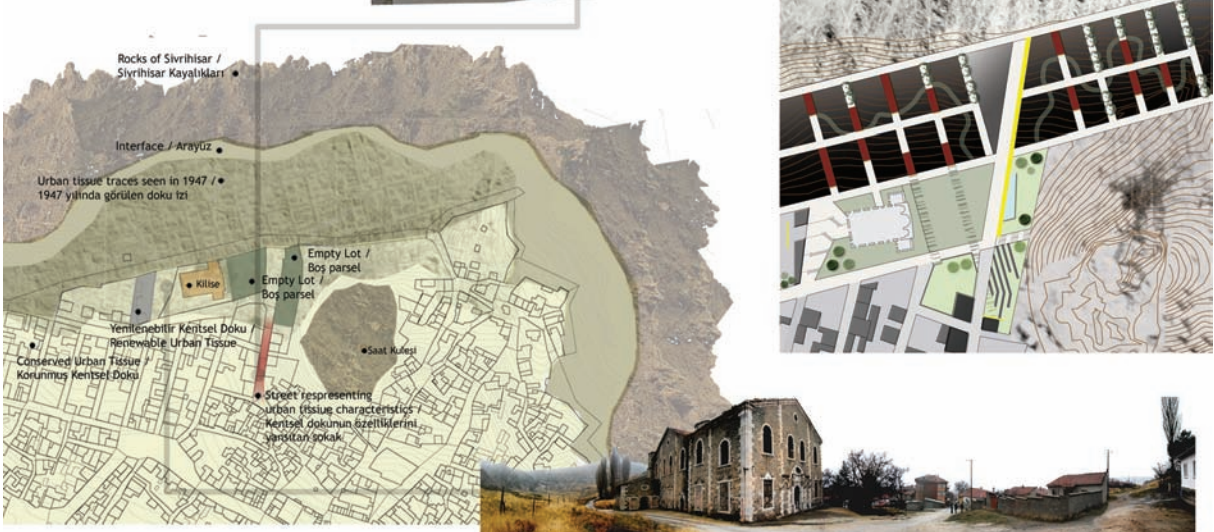 Rocks of Sivrihisar /
Sivrihisar Kayalıkları
Interface / Arayüz
Urban tissue traces seen in 1947 /
1947 yılında görülen doku izi
Empty Lot /
Boş parsel
Kilise
Empty Lot /
Boş parsel
Yenilenebilir Kentsel Doku /
Renewable Urban Tissue
Saat Kulesi
Conserved Urban Tissue /
Korunmuş Kentsel Doku
Street respresenting
urban tissiue characteristics /
Kentsel dokunun özelliklerini
yansıtan sokak